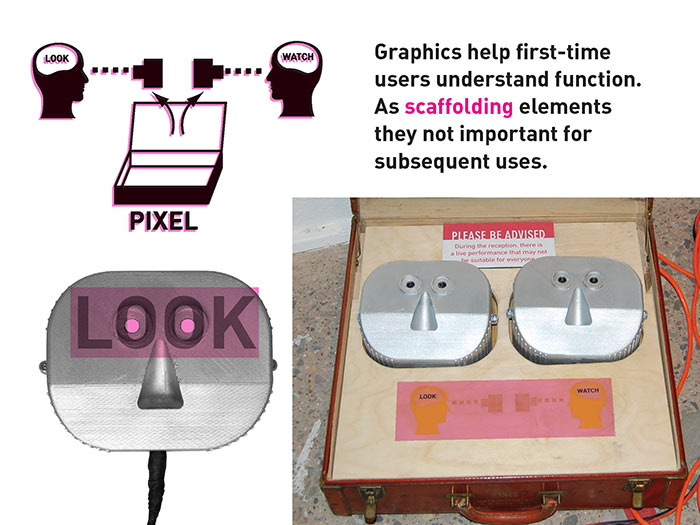 LOOK
WATCH
PIXEL
Graphics help first-time
users understand function.
As scaffolding elements
they not important for
subsequent uses.
LOOK
PLEASE BE ADVISED
During the reception, there is
a live performance that may not
be suitable for everyone.
LOOK
WATCH